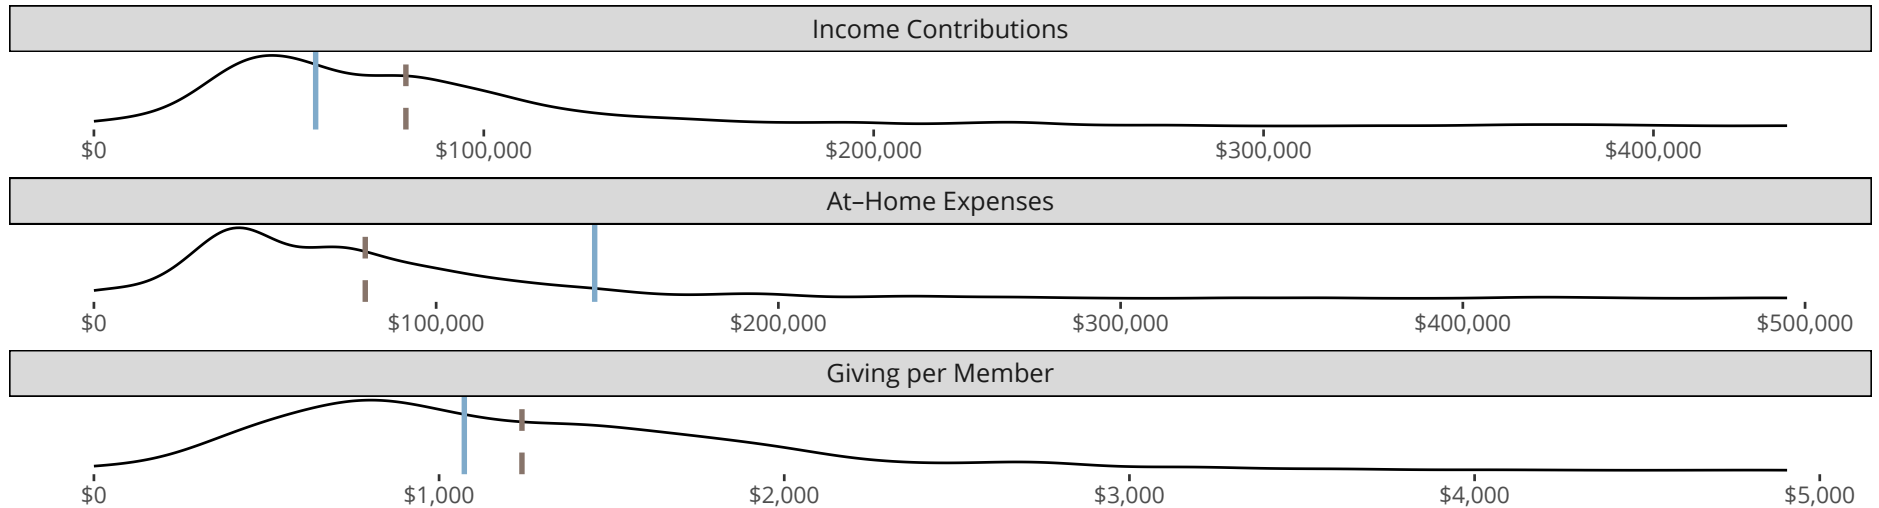 Income Contributions
$0 $100,000 $200,000 $300,000 $400,000
At–Home Expenses
$0 $100,000 $200,000 $300,000 $400,000 $500,000
Giving per Member
$0 $1,000 $2,000 $3,000 $4,000 $5,000